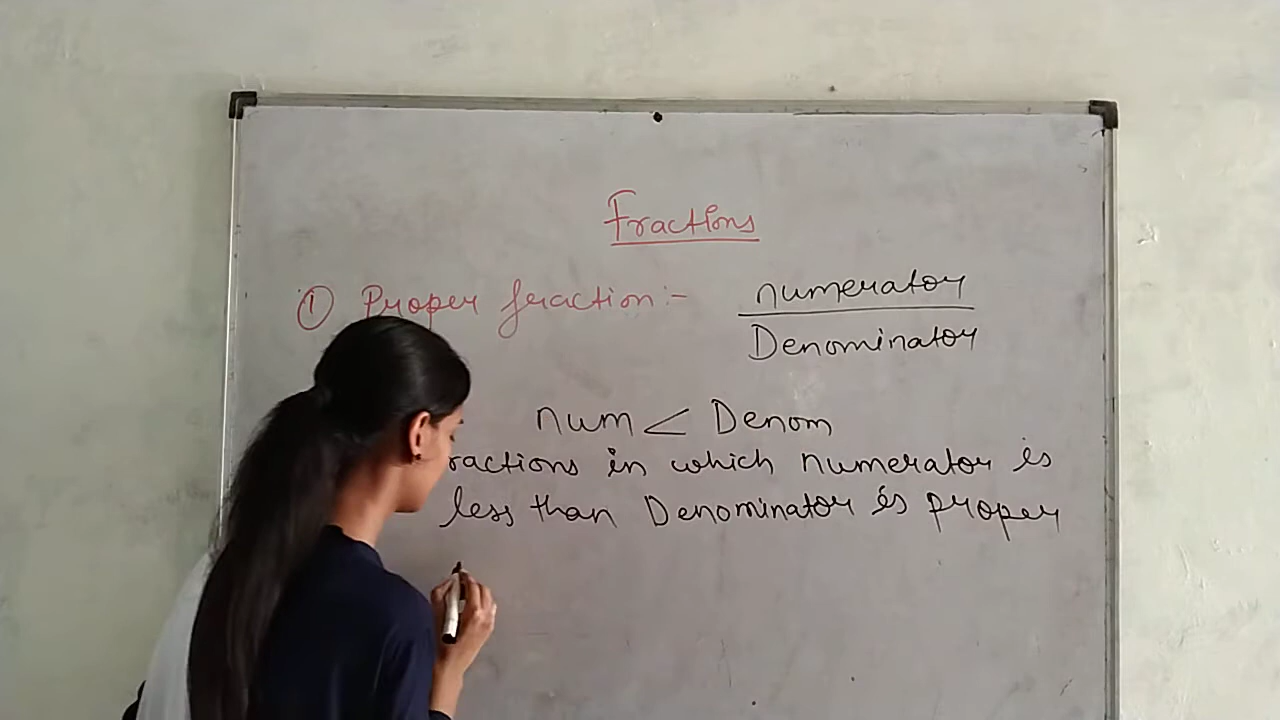 Fractions
① Proper fraction :-
numerator
Denominator
num < Denom
ractions in which numerator is
less than Denominator is proper